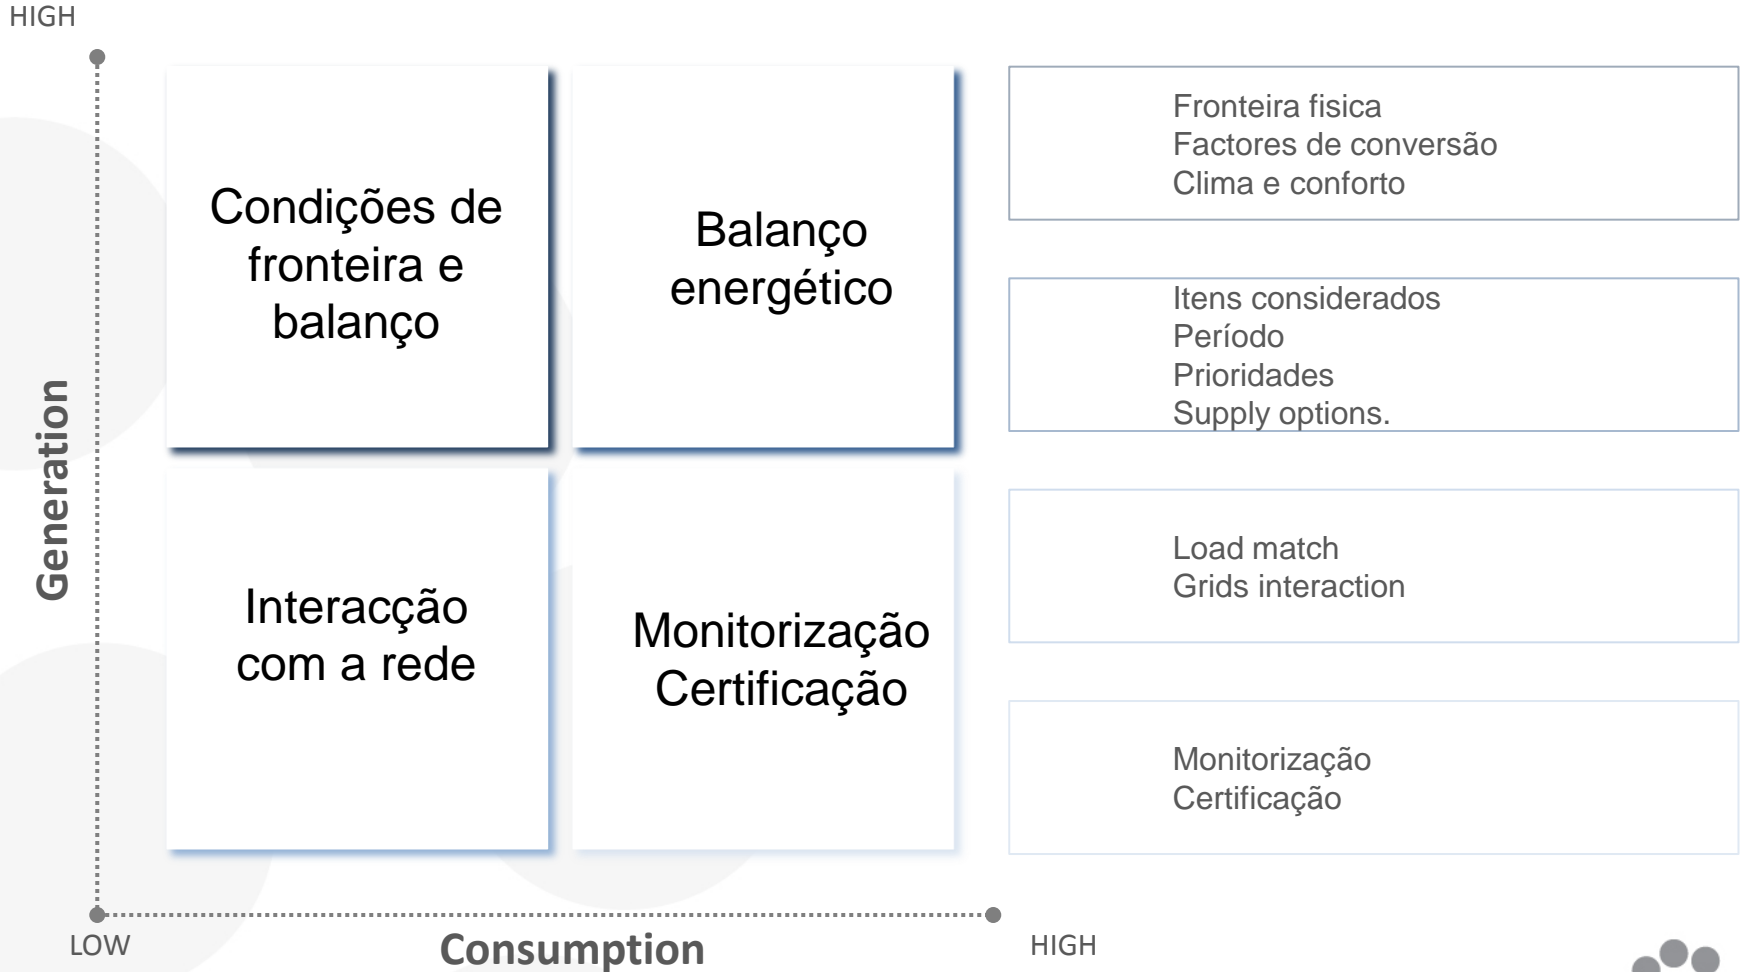 HIGH
Generation
Condições de
fronteira e
balanço
Balanço
energético
Interacção
com a rede
Monitorização
Certificação
Fronteira fisica
Factores de conversão
Clima e conforto
Itens considerados
Período
Prioridades
Supply options.
Load match
Grids interaction
Monitorização
Certificação
LOW
Consumption
HIGH